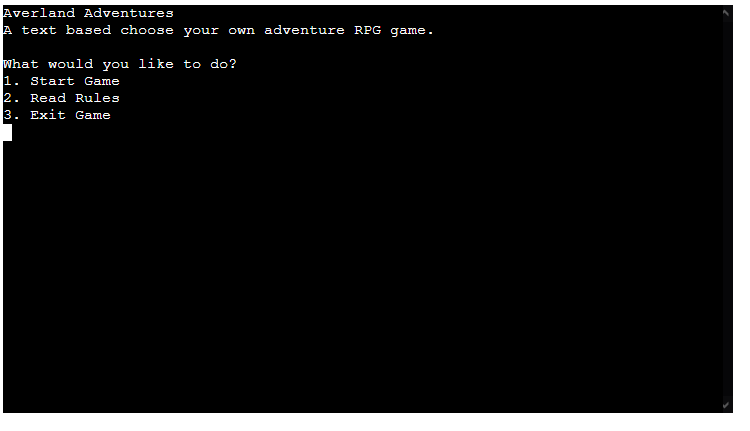 Averland Adventures
A text based choose your own adventure RPG game.
What would you like to do?
1. Start Game
2. Read Rules
3. Exit Game